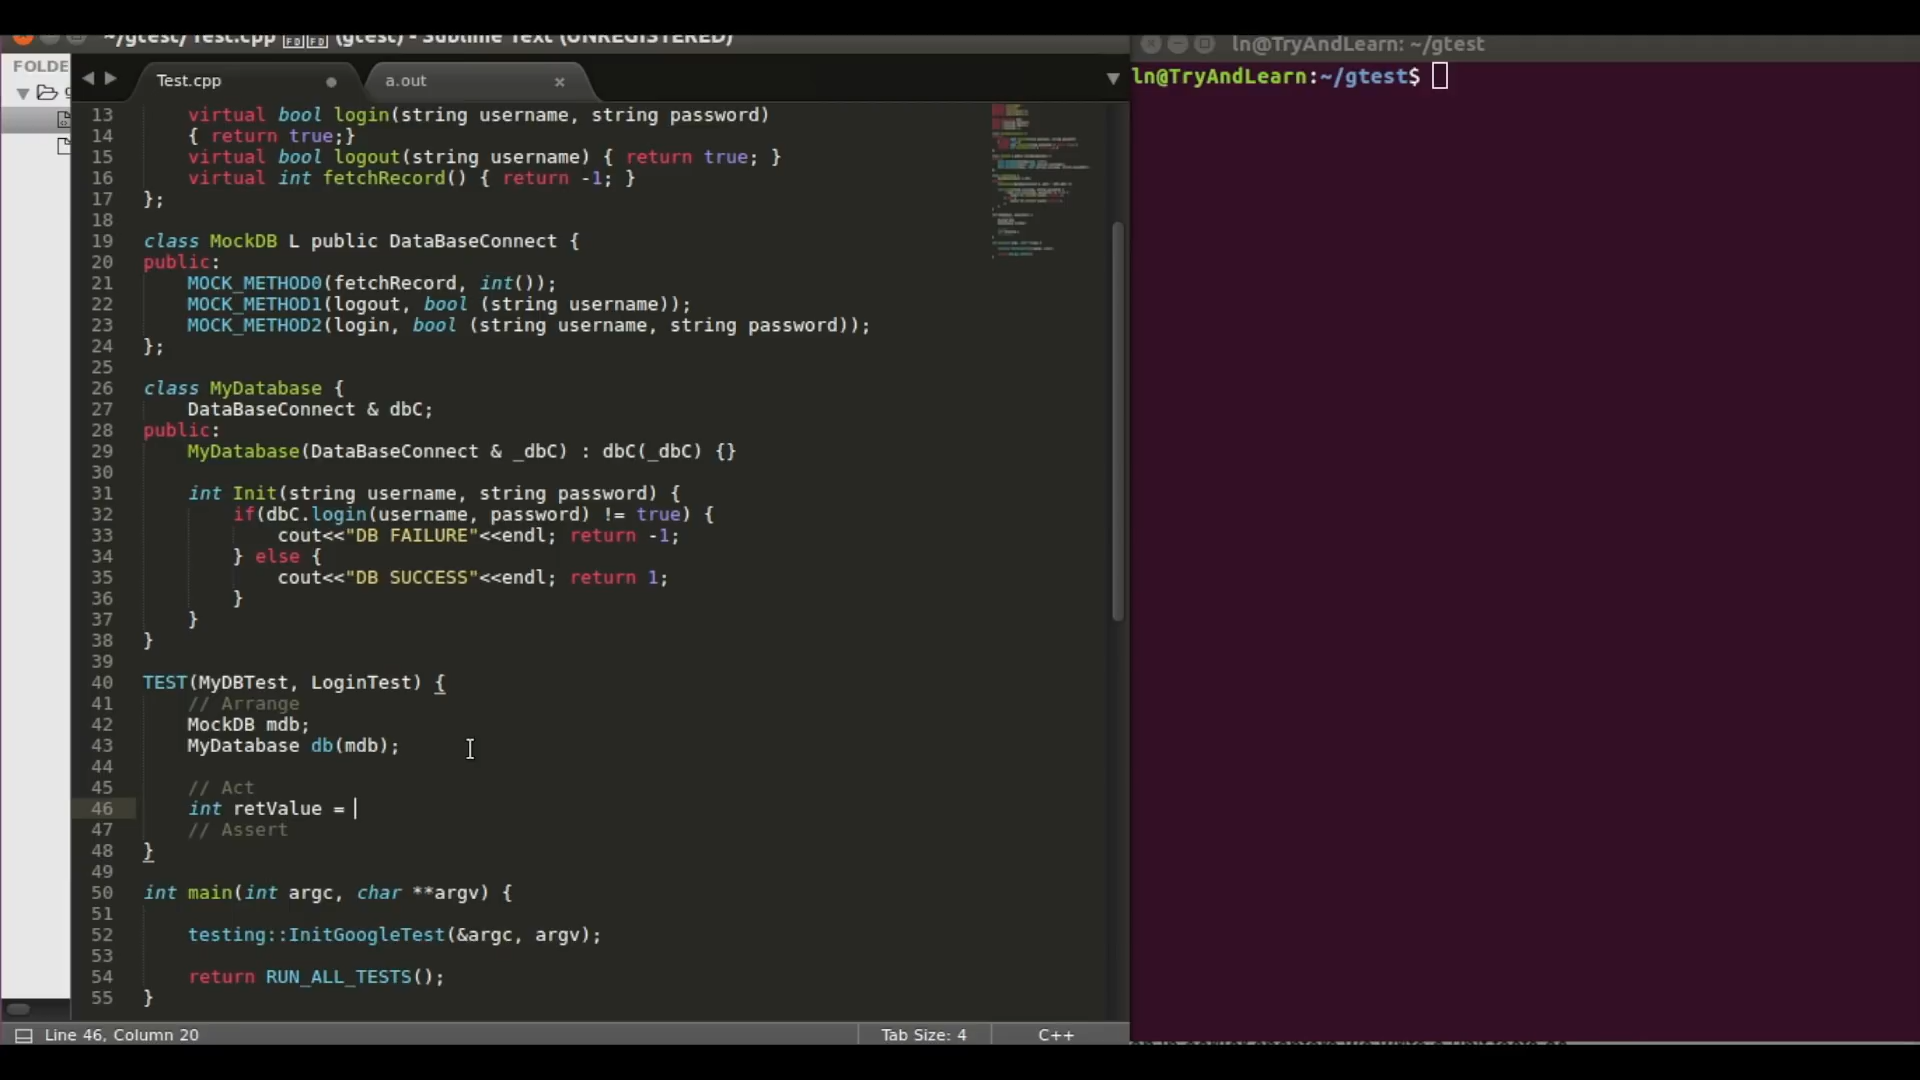 ~/gtest/Test.cpp (gtest) - Sublime Text (UNREGISTERED)
ln@TryAndLearn: ~/gtest
FOLDE
Test.cpp
a.out
ln@TryAndLearn:~/gtest$
13 virtual bool login(string username, string password)
14 { return true;}
15 virtual bool logout(string username) { return true; }
16 virtual int fetchRecord() { return -1; }
17 };
18
19 class MockDB L public DataBaseConnect {
20 public:
21 MOCK_METHOD0(fetchRecord, int());
22 MOCK_METHOD1(logout, bool (string username));
23 MOCK_METHOD2(login, bool (string username, string password));
24 };
25
26 class MyDatabase {
27 DataBaseConnect & dbC;
28 public:
29 MyDatabase(DataBaseConnect & _dbC) : dbC(_dbC) {}
30
31 int Init(string username, string password) {
32 if(dbC.login(username, password) != true) {
33 cout<<"DB FAILURE"<<endl; return -1;
34 } else {
35 cout<<"DB SUCCESS"<<endl; return 1;
36 }
37 }
38 }
39
40 TEST(MyDBTest, LoginTest) {
41 // Arrange
42 MockDB mdb;
43 MyDatabase db(mdb);
44
45 // Act
46 int retValue =
47 // Assert
48 }
49
50 int main(int argc, char **argv) {
51
52 testing::InitGoogleTest(&argc, argv);
53
54 return RUN_ALL_TESTS();
55 }
Line 46, Column 20
Tab Size: 4
C++